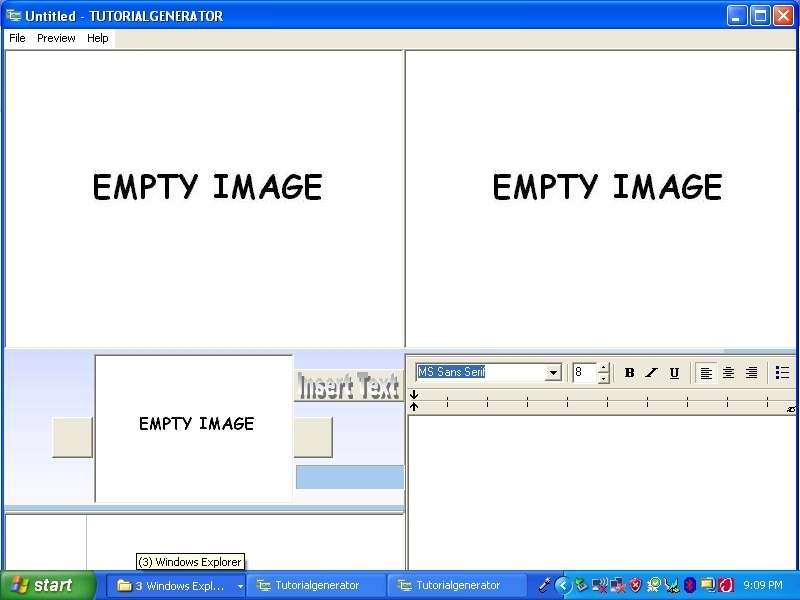 Untitled - TUTORIALGENERATOR
File Preview Help
EMPTY IMAGE
EMPTY IMAGE
EMPTY IMAGE
Insert Text
MS Sans Serif
8
B I U
(3) Windows Explorer
start
3 Windows Expl...
Tutorialgenerator
Tutorialgenerator
9:09 PM